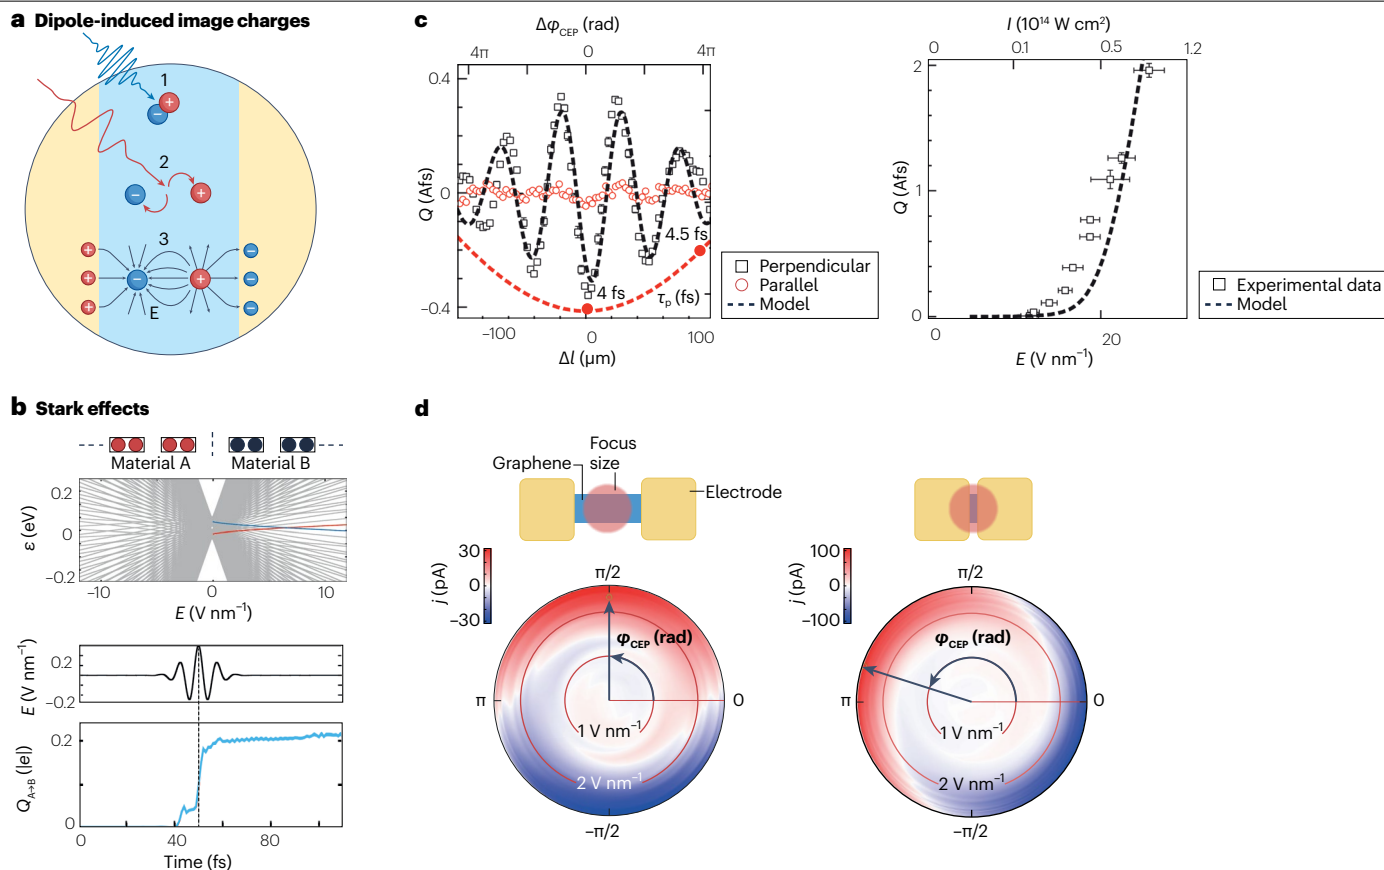 a Dipole-induced image charges
1
+
−
2
−
+
3
+
−
+
−
+
−
+
−
E
c
ΔφCEP (rad)
4π
0
4π
0.4
0
−0.4
Q (Afs)
4.5 fs
4 fs
τp (fs)
−100
0
100
Δl (μm)
Perpendicular
Parallel
Model
I (10¹⁴ W cm²)
0
0.1
0.5
1.2
2
1
0
Q (Afs)
0
20
E (V nm⁻¹)
Experimental data
Model
b Stark effects
Material A
Material B
0.2
0
−0.2
ε (eV)
−10
0
10
E (V nm⁻¹)
0.2
−0.2
E (V nm⁻¹)
0.2
0
QA→B (|e|)
0
40
80
Time (fs)
d
Graphene
Focus
size
Electrode
30
0
−30
j (pA)
π/2
φCEP (rad)
π
0
1 V nm⁻¹
2 V nm⁻¹
−π/2
100
0
−100
j (pA)
π/2
φCEP (rad)
π
0
1 V nm⁻¹
2 V nm⁻¹
−π/2